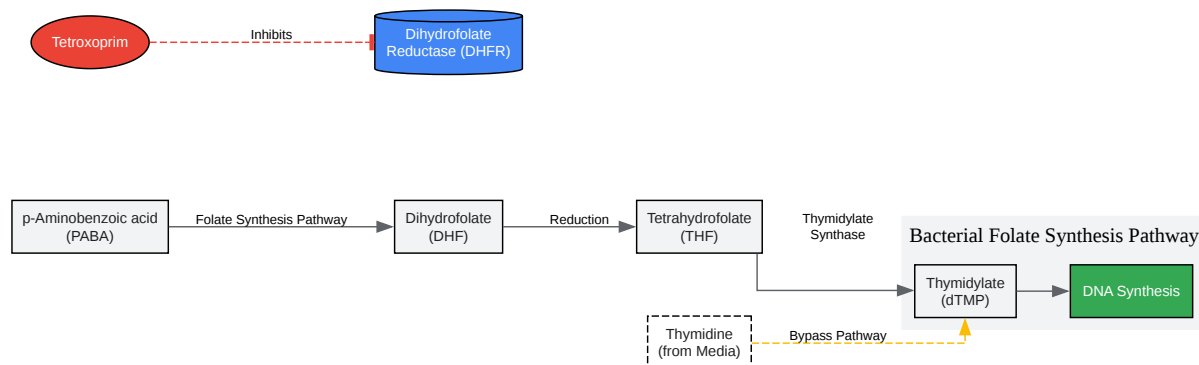 Tetroxoprim
Inhibits
Dihydrofolate
Reductase (DHFR)
p-Aminobenzoic acid
(PABA)
Folate Synthesis Pathway
Dihydrofolate
(DHF)
Reduction
Tetrahydrofolate
(THF)
Thymidylate
Synthase
Bacterial Folate Synthesis Pathway
Thymidylate
(dTMP)
DNA Synthesis
Thymidine
(from Media)
Bypass Pathway